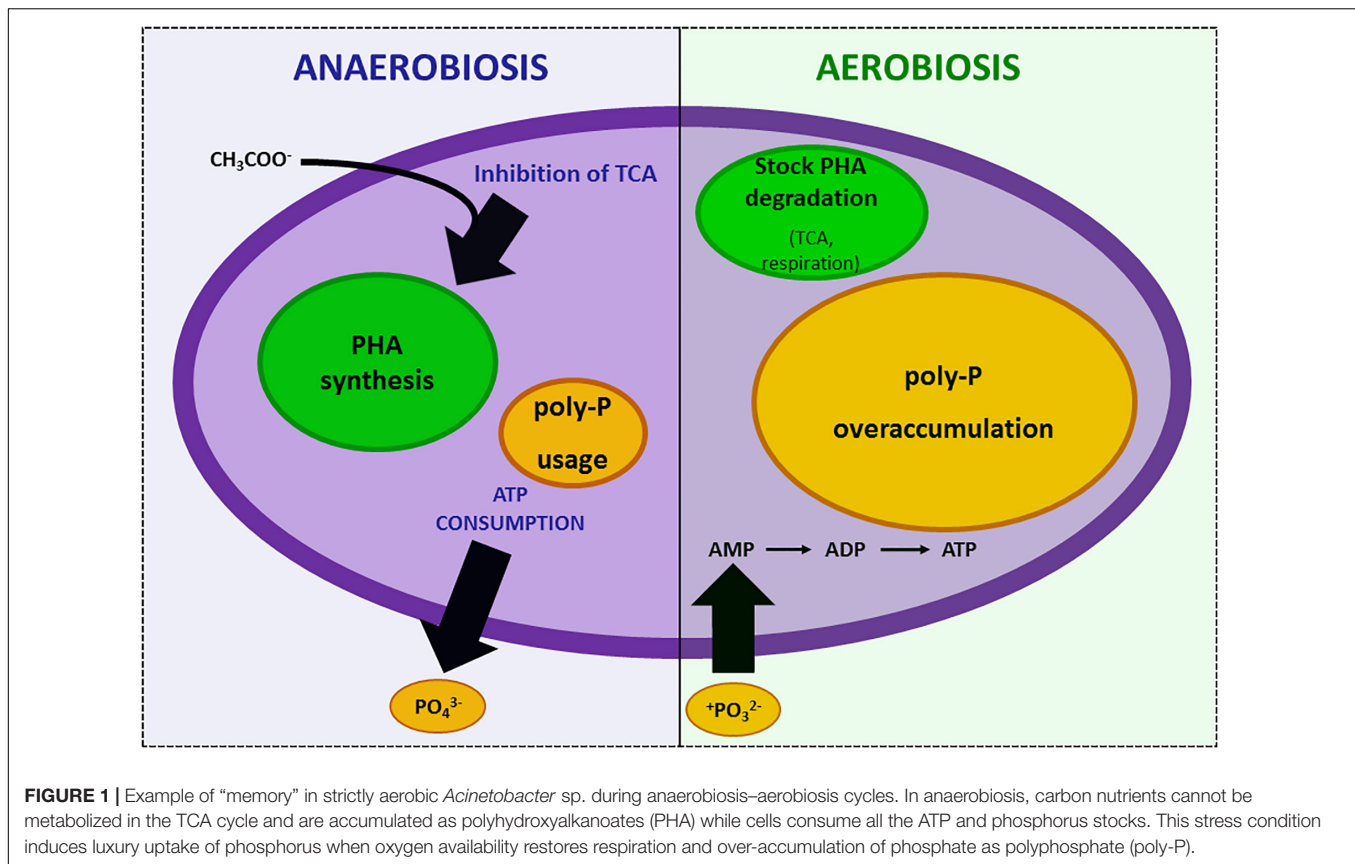 ANAEROBIOSIS
AEROBIOSIS
CH₃COO⁻
Inhibition of TCA
PHA
synthesis
poly-P
usage
ATP
CONSUMPTION
PO₄³⁻
Stock PHA
degradation
(TCA,
respiration)
poly-P
overaccumulation
AMP
ADP
ATP
⁺PO₃²⁻
FIGURE 1 | Example of “memory” in strictly aerobic Acinetobacter sp. during anaerobiosis–aerobiosis cycles. In anaerobiosis, carbon nutrients cannot be
metabolized in the TCA cycle and are accumulated as polyhydroxyalkanoates (PHA) while cells consume all the ATP and phosphorus stocks. This stress condition
induces luxury uptake of phosphorus when oxygen availability restores respiration and over-accumulation of phosphate as polyphosphate (poly-P).